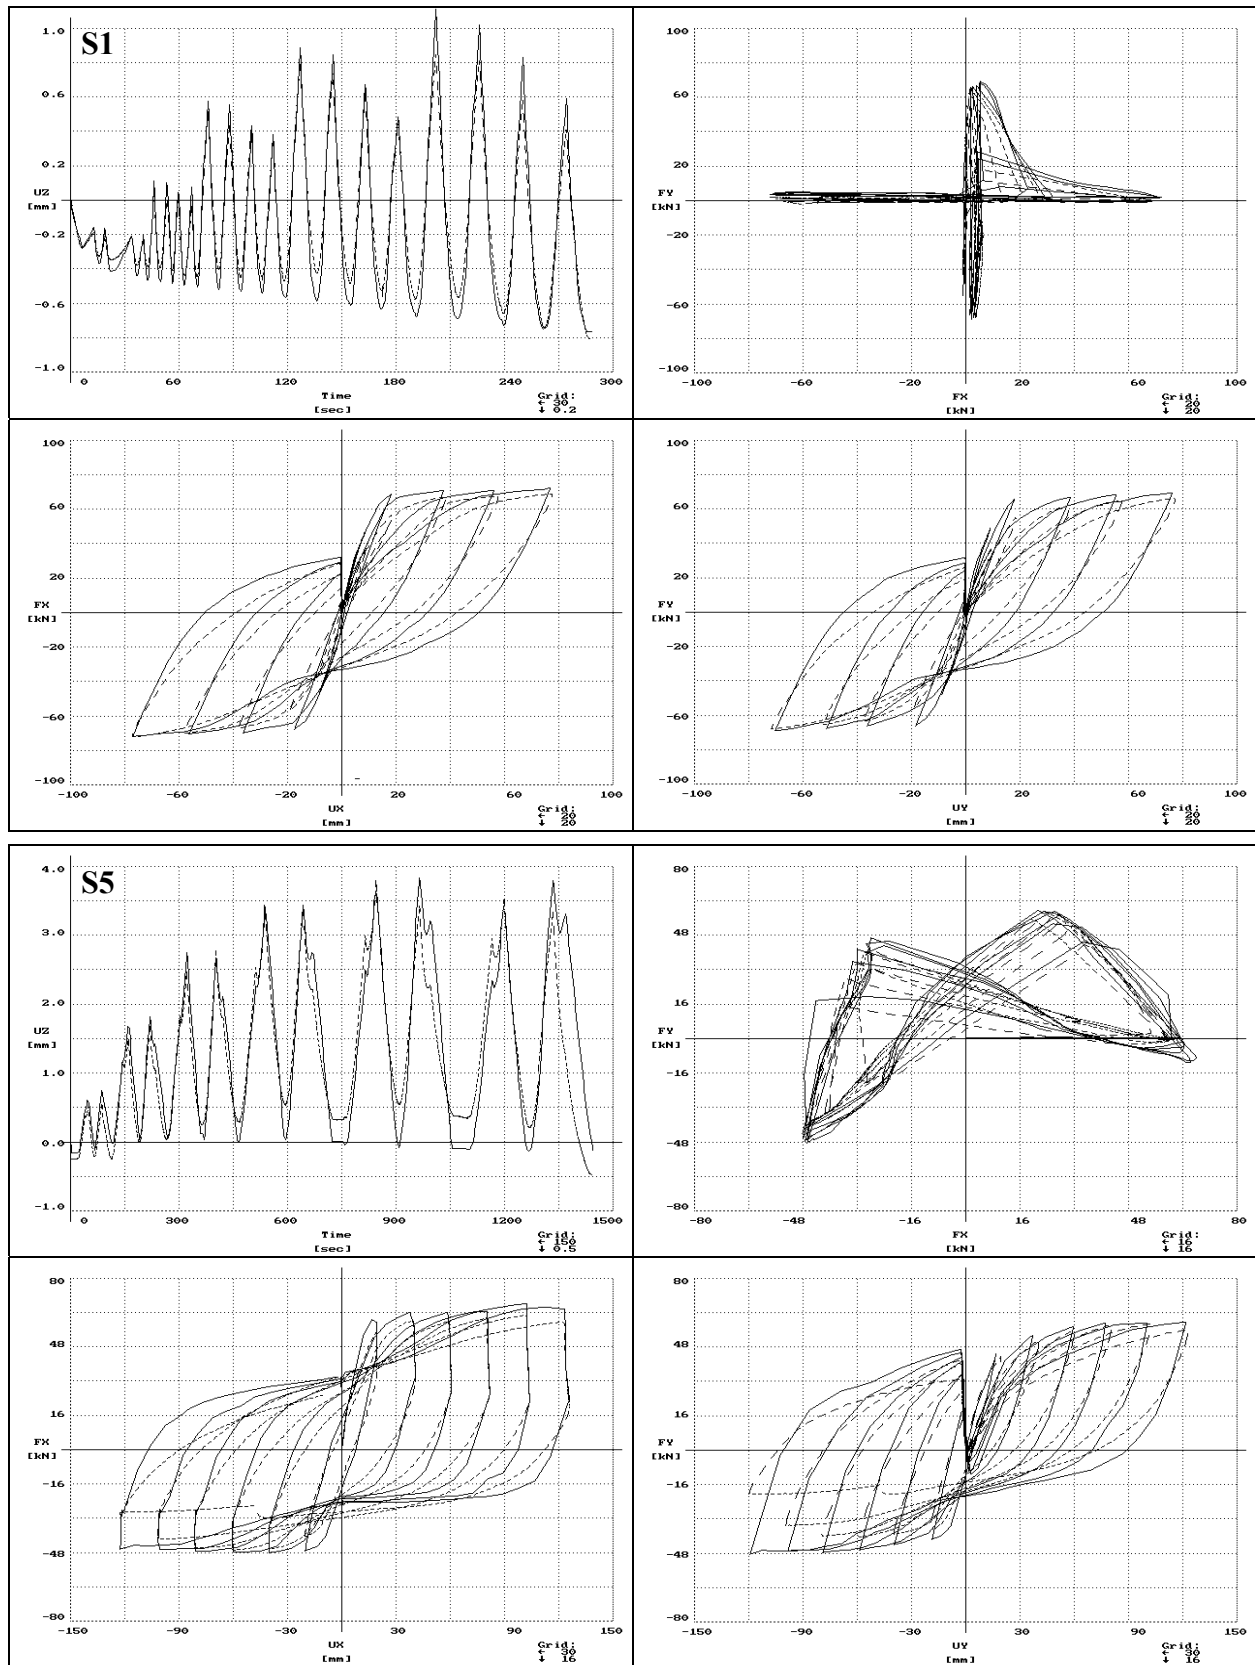 S1
1.0
0.6
0.2
UZ
[mm]
-0.2
-0.6
-1.0
0 60 120 180 240 300
Time
[sec]
Grid:
← 30
↓ 0.2
100
60
20
FY
[kN]
-20
-60
-100
-100 -60 -20 20 60 100
FX
[kN]
Grid:
← 20
↓ 20
100
60
20
FX
[kN]
-20
-60
-100
-100 -60 -20 20 60 100
UX
[mm]
Grid:
← 20
↓ 20
100
60
20
FY
[kN]
-20
-60
-100
-100 -60 -20 20 60 100
UY
[mm]
Grid:
← 20
↓ 20
S5
4.0
3.0
2.0
UZ
[mm]
1.0
0.0
-1.0
0 300 600 900 1200 1500
Time
[sec]
Grid:
← 150
↓ 0.5
80
48
16
FY
[kN]
-16
-48
-80
-80 -48 -16 16 48 80
FX
[kN]
Grid:
← 16
↓ 16
80
48
16
FX
[kN]
-16
-48
-80
-150 -90 -30 30 90 150
UX
[mm]
Grid:
← 30
↓ 16
80
48
16
FY
[kN]
-16
-48
-80
-150 -90 -30 30 90 150
UY
[mm]
Grid:
← 30
↓ 16